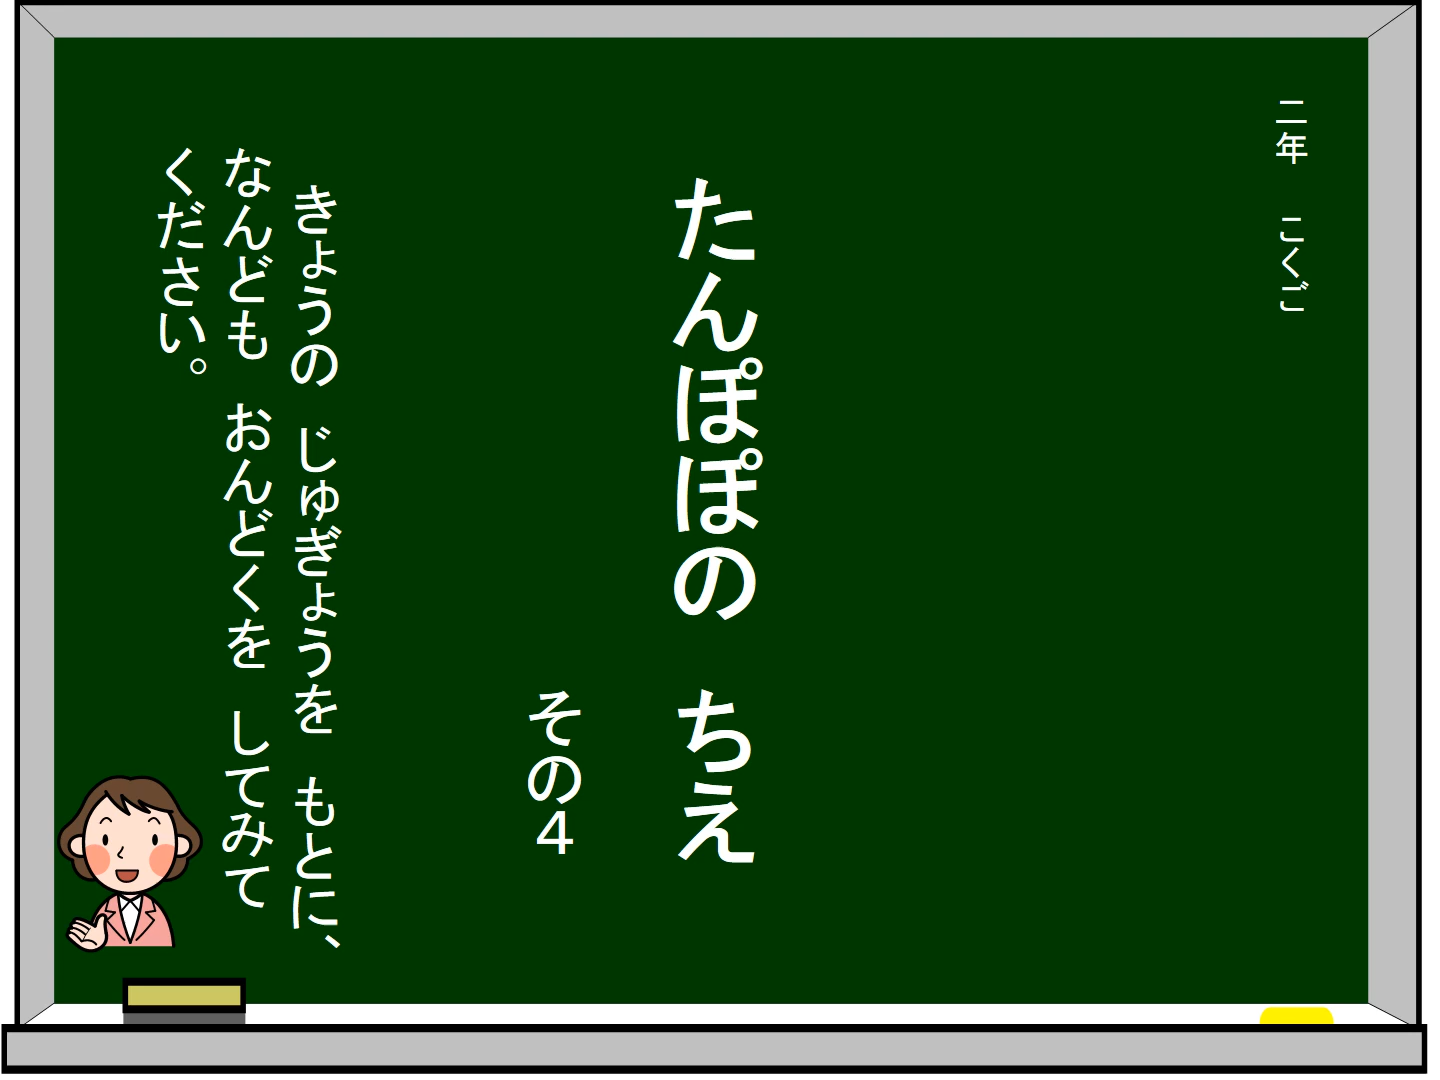 二年　こくご
たんぽぽの　ちえ
その４
きょうの　じゅぎょうを　もとに、
なんども　おんどくを　してみて
ください。